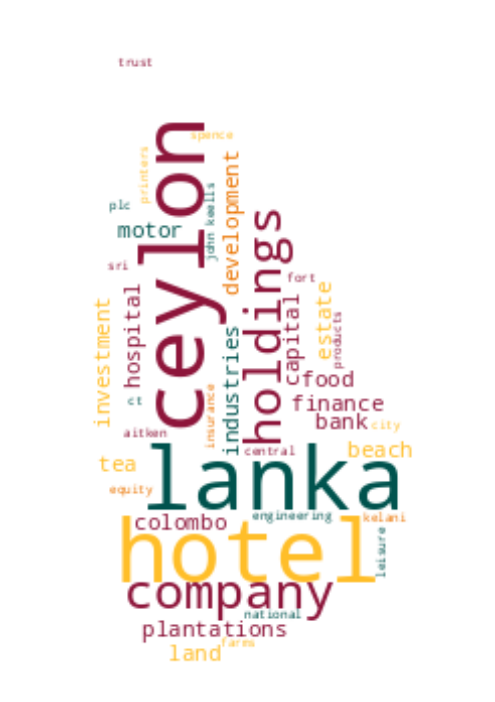 trust
spence
printers
ceylon
development
plc
john keells
motor
holdings
sri
fort
hospital
investment
estate
capital
products
industries
food
ct
insurance
finance
bank
city
aitken
central
beach
lanka
tea
equity
colombo
engineering
kelani
hotel
leisure
company
national
plantations
farms
land